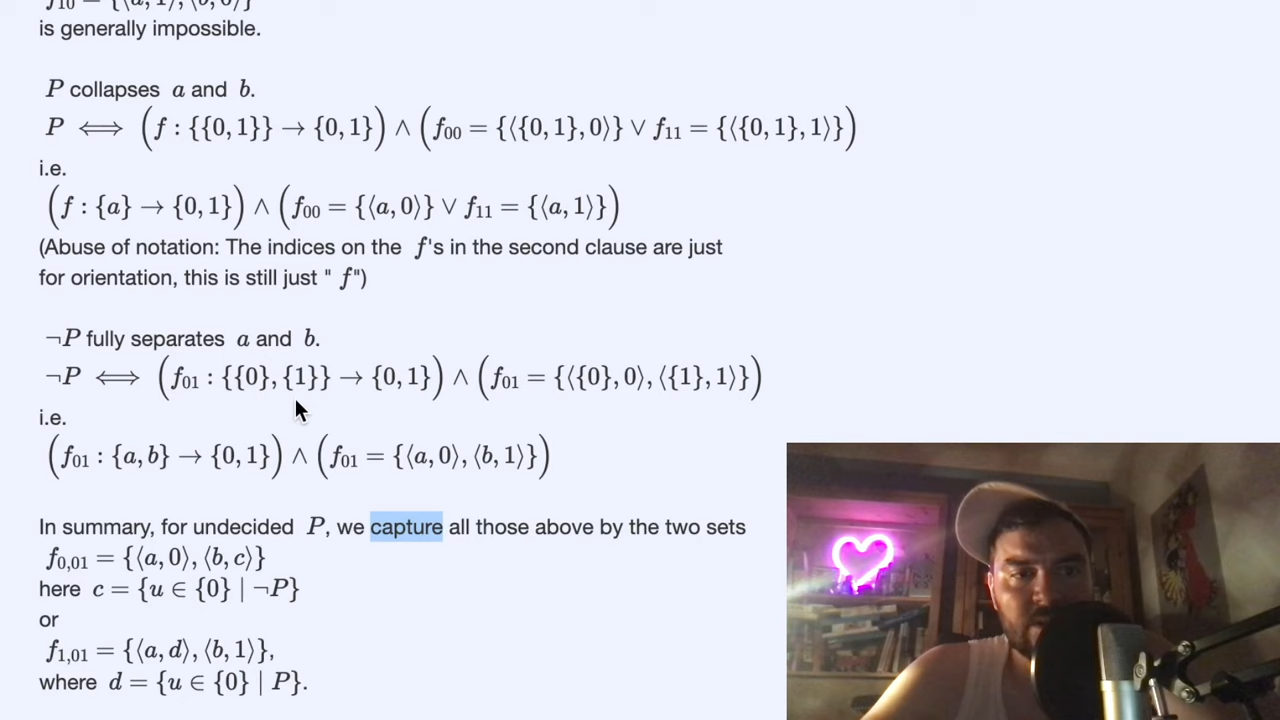 f₁₀ = {⟨a, 1⟩, ⟨b, 0⟩}
is generally impossible.
P collapses a and b.
P ⟺ (f : {{0, 1}} → {0, 1}) ∧ (f₀₀ = {⟨{0, 1}, 0⟩} ∨ f₁₁ = {⟨{0, 1}, 1⟩})
i.e.
(f : {a} → {0, 1}) ∧ (f₀₀ = {⟨a, 0⟩} ∨ f₁₁ = {⟨a, 1⟩})
(Abuse of notation: The indices on the f's in the second clause are just
for orientation, this is still just " f")
¬P fully separates a and b.
¬P ⟺ (f₀₁ : {{0}, {1}} → {0, 1}) ∧ (f₀₁ = {⟨{0}, 0⟩, ⟨{1}, 1⟩})
i.e.
(f₀₁ : {a, b} → {0, 1}) ∧ (f₀₁ = {⟨a, 0⟩, ⟨b, 1⟩})
In summary, for undecided P, we capture all those above by the two sets
f₀,₀₁ = {⟨a, 0⟩, ⟨b, c⟩}
here c = {u ∈ {0} | ¬P}
or
f₁,₀₁ = {⟨a, d⟩, ⟨b, 1⟩},
where d = {u ∈ {0} | P}.